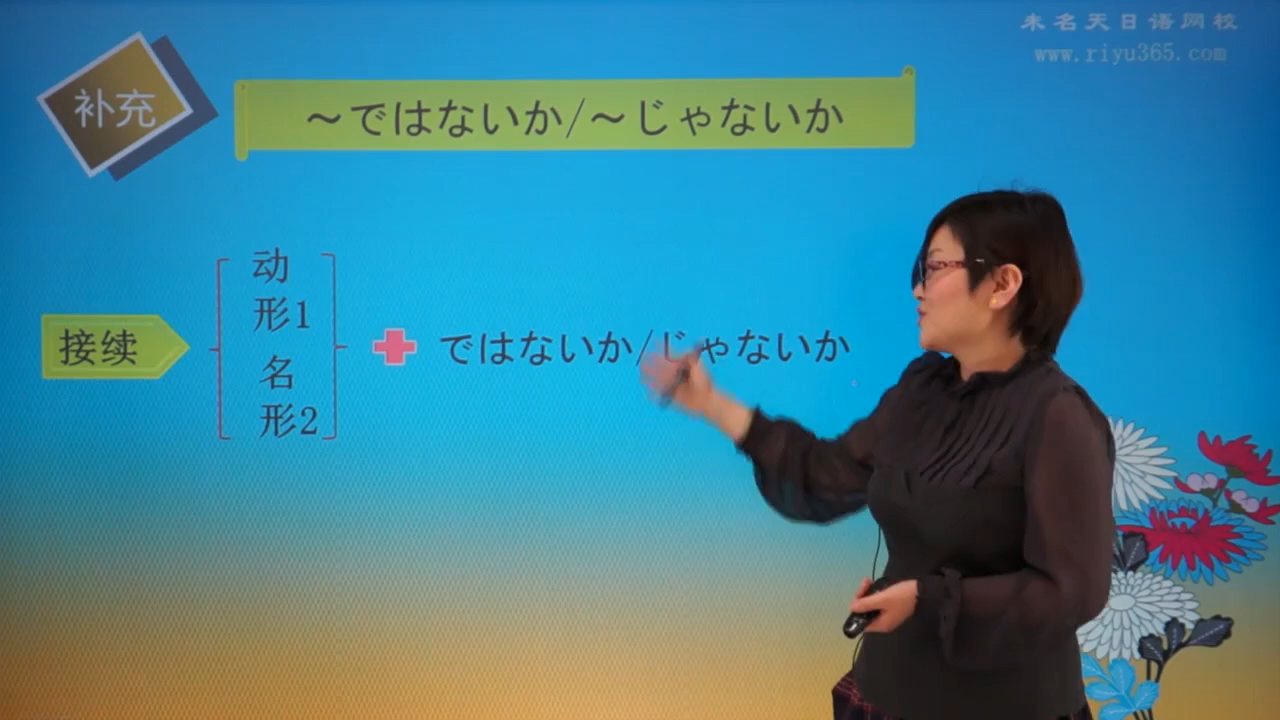 未名天日语网校
www.riyu365.com
补充
～ではないか/～じゃないか
接续
动
形1
名
形2
ではないか/じゃないか